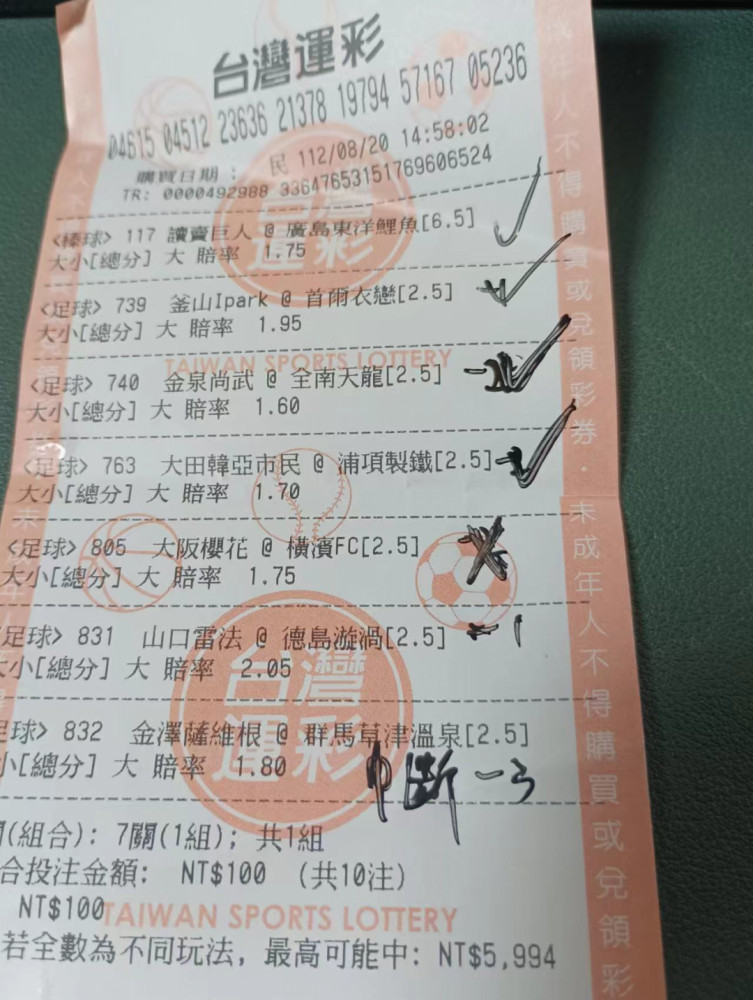 台灣運彩
04615 04512 23636 21378 19794 57167 05236
購買日期： 民 112/08/20 14:58:02
TR: 0000492988 33647653151769606524
<棒球> 117 讀賣巨人 @ 廣島東洋鯉魚[6.5]
大小[總分] 大 賠率 1.75
<足球> 739 釜山Ipark @ 首爾衣戀[2.5]
大小[總分] 大 賠率 1.95
TAIWAN SPORTS LOTTERY
<足球> 740 金泉尚武 @ 全南天龍[2.5]
大小[總分] 大 賠率 1.60
<足球> 763 大田韓亞市民 @ 浦項製鐵[2.5]
大小[總分] 大 賠率 1.70
<足球> 805 大阪櫻花 @ 橫濱FC[2.5]
大小[總分] 大 賠率 1.75
足球> 831 山口雷法 @ 德島漩渦[2.5]
小[總分] 大 賠率 2.05
足球> 832 金澤薩維根 @ 群馬草津溫泉[2.5]
小[總分] 大 賠率 1.80
中斷一3
(組合): 7關(1組); 共1組
合投注金額: NT$100 (共10注)
NT$100
TAIWAN SPORTS LOTTERY
若全數為不同玩法，最高可能中: NT$5,994
台灣運彩
台灣運彩
成年人不得購買或兌領彩券．未成年人不得購買或兌領彩